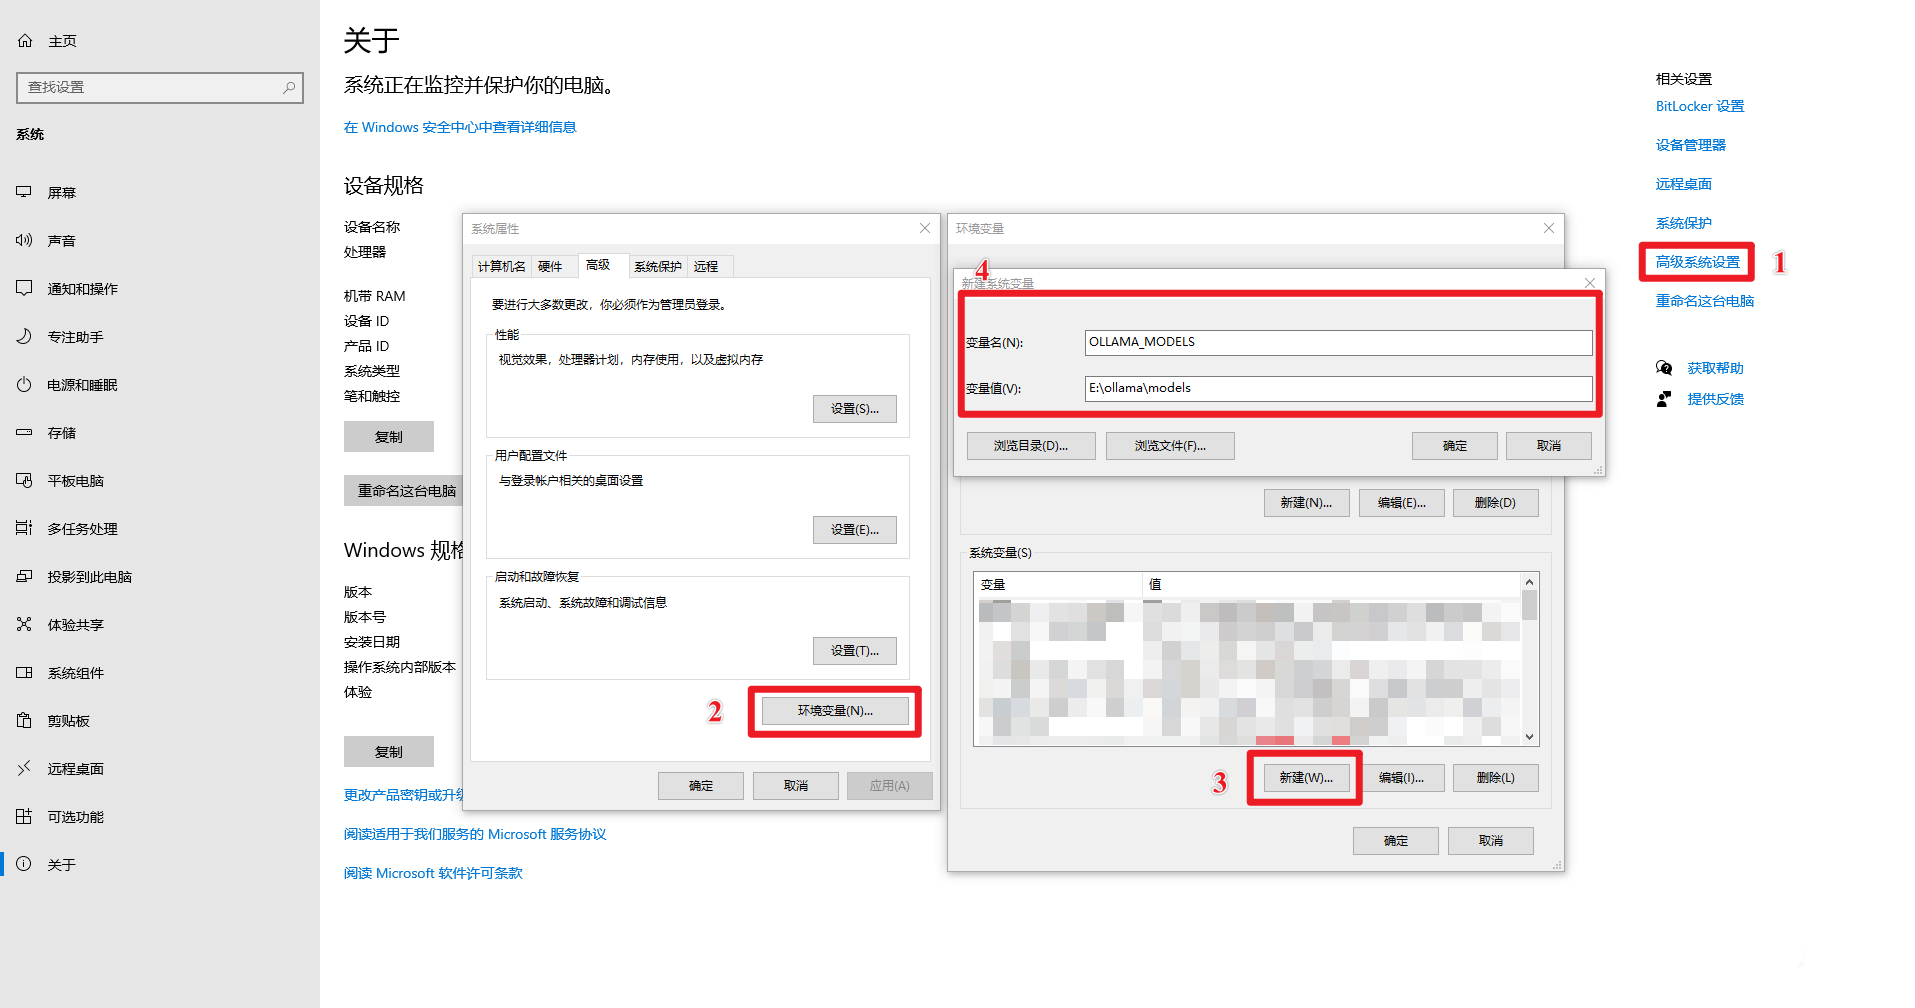 主页
查找设置
系统
屏幕
声音
通知和操作
专注助手
电源和睡眠
存储
平板电脑
多任务处理
投影到此电脑
体验共享
系统组件
剪贴板
远程桌面
可选功能
关于
关于
系统正在监控并保护你的电脑。
在 Windows 安全中心中查看详细信息
设备规格
设备名称
处理器
机带 RAM
设备 ID
产品 ID
系统类型
笔和触控
复制
重命名这台电脑
Windows 规格
版本
版本号
安装日期
操作系统内部版本
体验
复制
更改产品密钥或升级
阅读适用于我们服务的 Microsoft 服务协议
阅读 Microsoft 软件许可条款
系统属性
计算机名 硬件 高级 系统保护 远程
要进行大多数更改，你必须作为管理员登录。
性能
视觉效果，处理器计划，内存使用，以及虚拟内存
设置(S)...
用户配置文件
与登录帐户相关的桌面设置
设置(E)...
启动和故障恢复
系统启动、系统故障和调试信息
设置(T)...
2
环境变量(N)...
确定 取消 应用(A)
环境变量
4
新建系统变量
变量名(N): OLLAMA_MODELS
变量值(V): E:\ollama\models
浏览目录(D)... 浏览文件(F)... 确定 取消
新建(N)... 编辑(E)... 删除(D)
系统变量(S)
变量 值
3
新建(W)... 编辑(I)... 删除(L)
确定 取消
相关设置
BitLocker 设置
设备管理器
远程桌面
系统保护
高级系统设置 1
重命名这台电脑
获取帮助
提供反馈